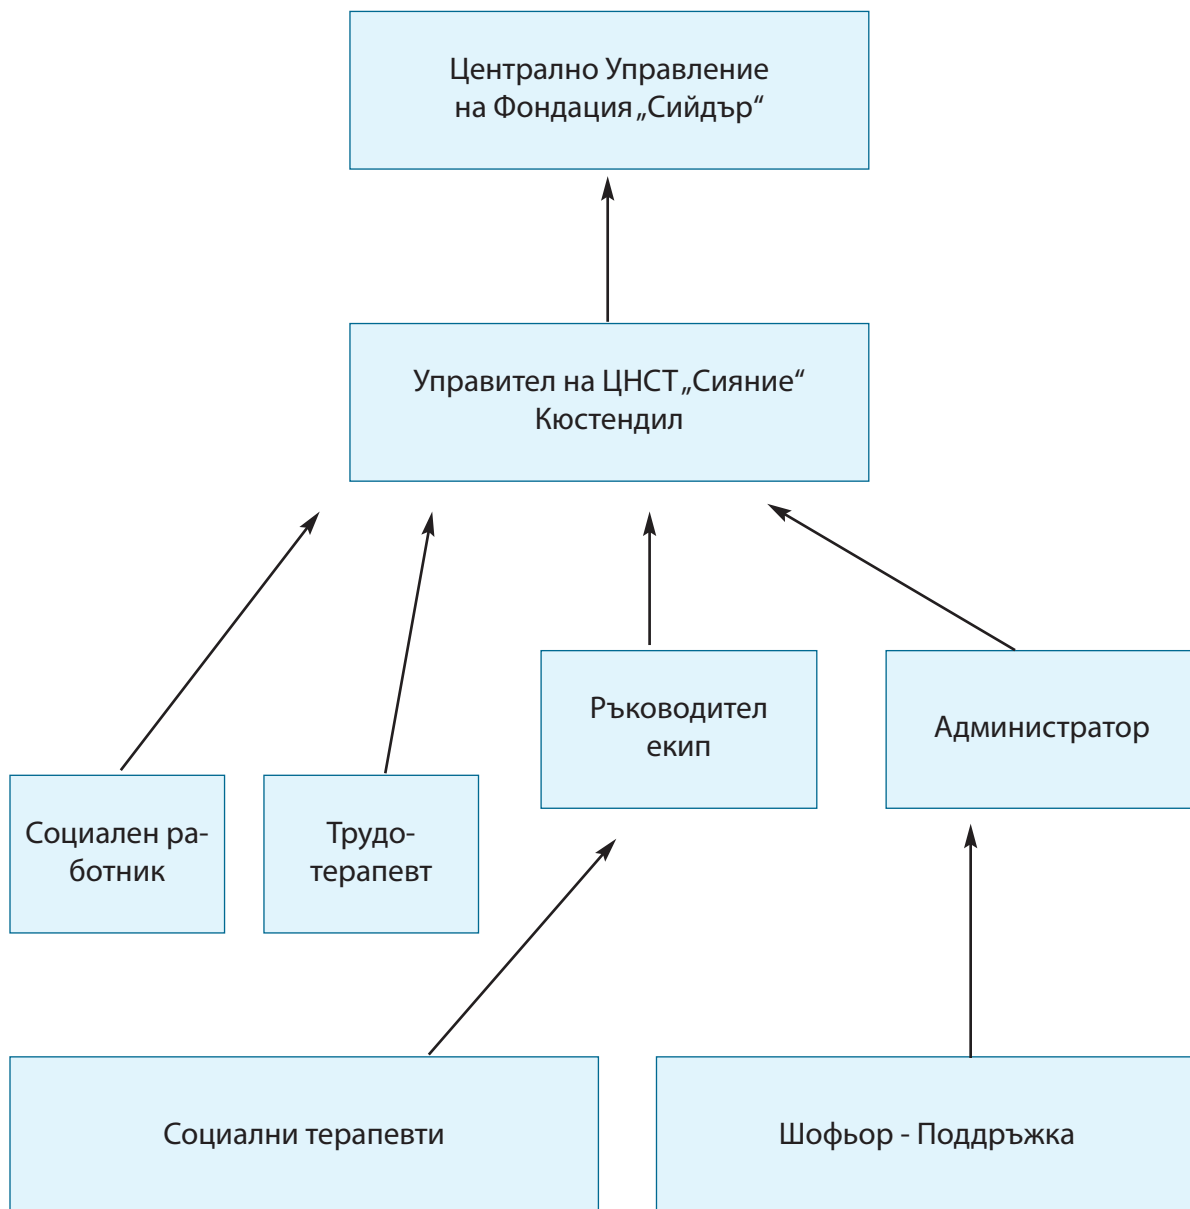 Централно Управление
на Фондация „Сийдър“
Управител на ЦНСТ „Сияние“
Кюстендил
Ръководител
екип
Администратор
Социален ра-
ботник
Трудо-
терапевт
Социални терапевти
Шофьор - Поддръжка